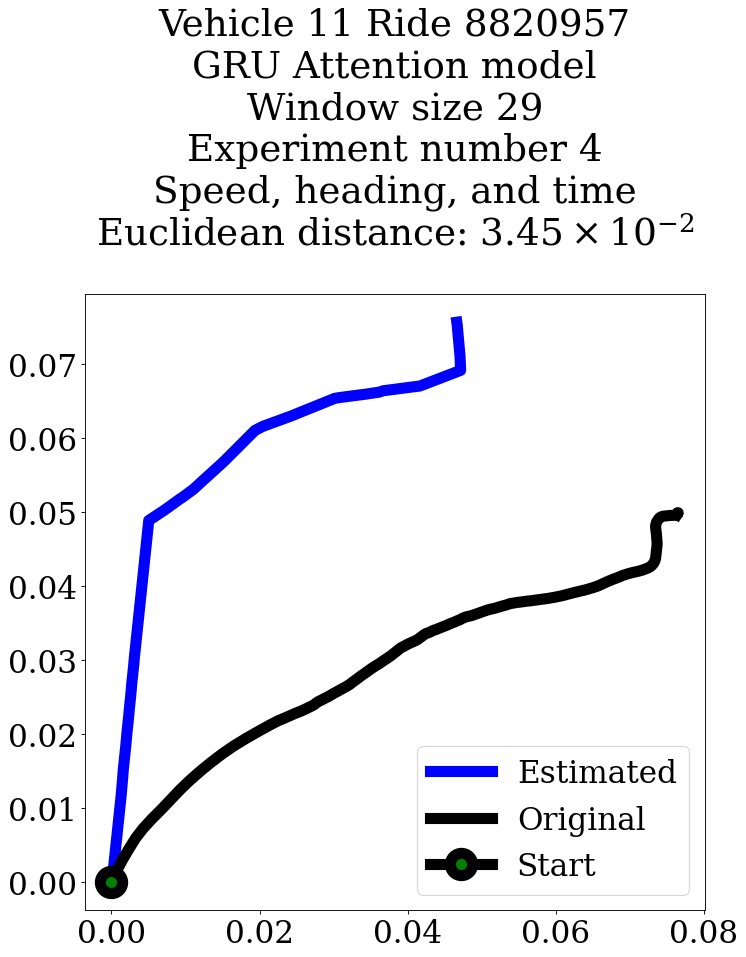 Vehicle 11 Ride 8820957
GRU Attention model
Window size 29
Experiment number 4
Speed, heading, and time
Euclidean distance: 3.45 × 10⁻²
0.07
0.06
0.05
0.04
0.03
0.02
0.01
0.00
Estimated
Original
Start
0.00 0.02 0.04 0.06 0.08